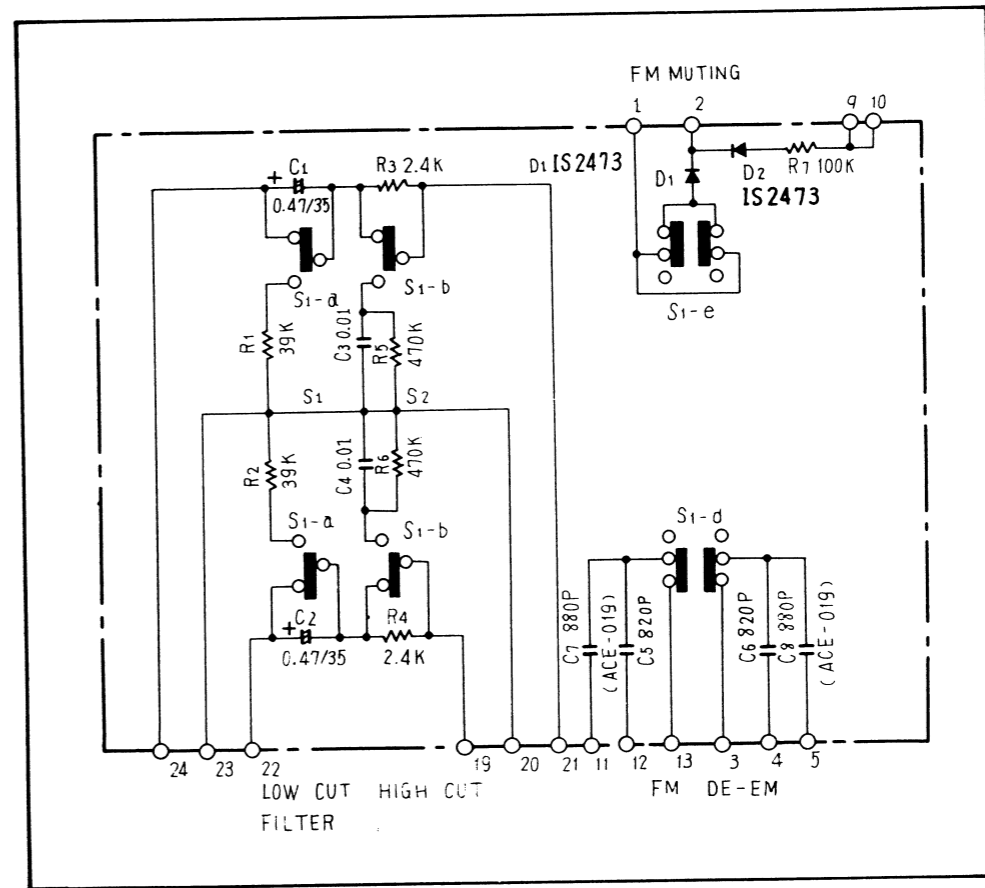 FM MUTING
1 2 9 10
+ C1
0.47/35
R3 2.4K
D1 IS2473
D1
D2
IS2473
R7 100K
S1-a
S1-b
S1-e
R1 39K
C3 0.01
R5 470K
S1 S2
R2 39K
C4 0.01
R6 470K
S1-a
S1-b
S1-d
+ C2
0.47/35
R4
2.4K
C7 880P
(ACE-019)
C5 820P
C6 820P
C8 880P
(ACE-019)
24 23 22 19 20 21 11 12 13 3 4 5
LOW CUT HIGH CUT
FILTER
FM DE-EM